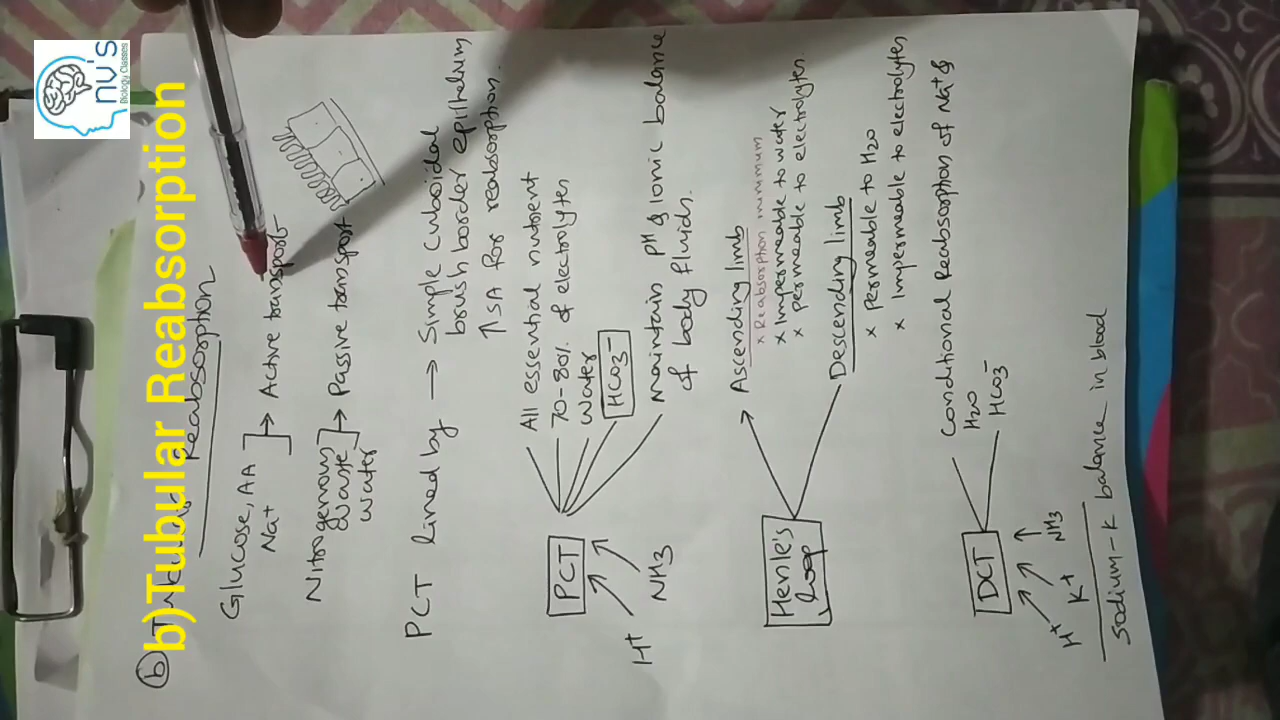 nv's
Biology Classes
b)Tubular Reabsorption
b
Reabsorption
Glucose, AA
Na+
Active transport
Nitrogenous
waste
water
Passive transport
PCT lined by → Simple cuboidal
brush border epithelium
↑ SA for reabsorption.
PCT
All essential nutrient
70-80% of electrolytes
water
HCO3-
maintain pH & Ionic balance
of body fluids.
H+
NH3
Henle's
loop
Ascending limb
x Reabsorption minimum
x Impermeable to water
x permeable to electrolytes.
Descending limb
x permeable to H2O
x Impermeable to electrolytes
DCT
Conditional Reabsorption of Na+ &
H2O
HCO3-
H+
K+
NH3
Sodium - K balance in blood